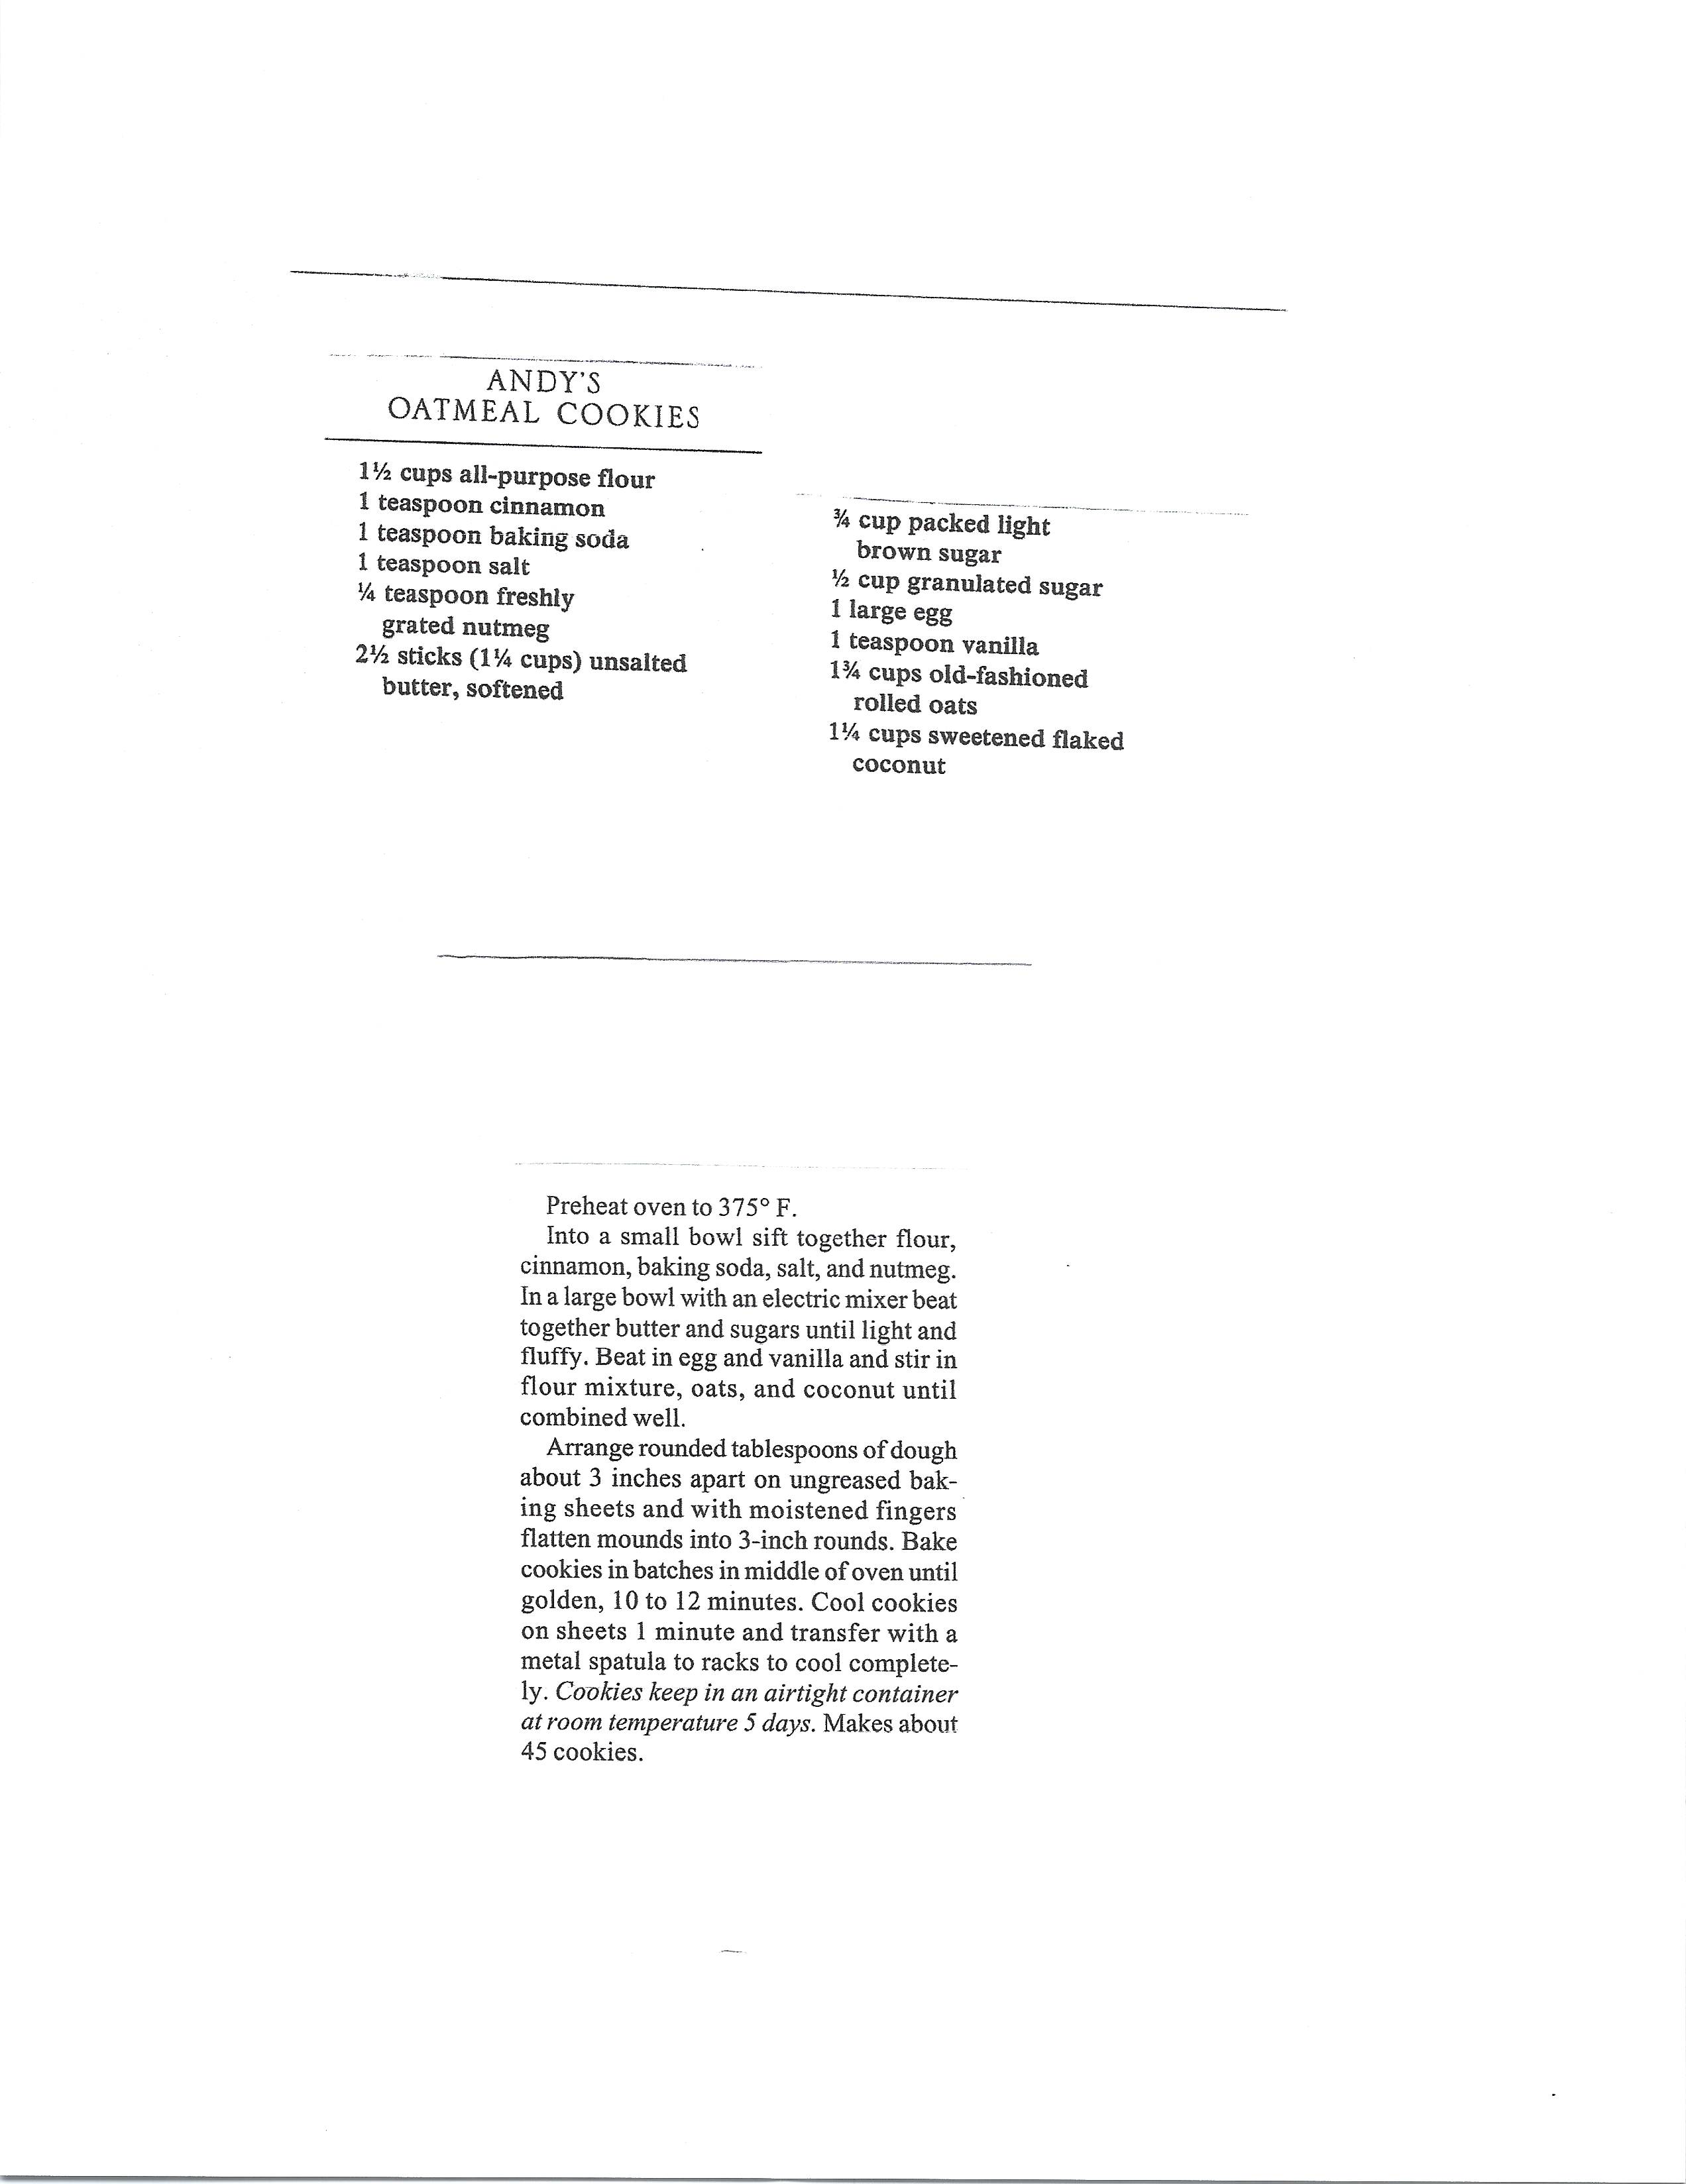 ANDY'S
OATMEAL COOKIES
1½ cups all-purpose flour
1 teaspoon cinnamon
1 teaspoon baking soda
1 teaspoon salt
¼ teaspoon freshly
grated nutmeg
2½ sticks (1¼ cups) unsalted
butter, softened
¾ cup packed light
brown sugar
½ cup granulated sugar
1 large egg
1 teaspoon vanilla
1¾ cups old-fashioned
rolled oats
1¼ cups sweetened flaked
coconut
Preheat oven to 375° F.
Into a small bowl sift together flour,
cinnamon, baking soda, salt, and nutmeg.
In a large bowl with an electric mixer beat
together butter and sugars until light and
fluffy. Beat in egg and vanilla and stir in
flour mixture, oats, and coconut until
combined well.
Arrange rounded tablespoons of dough
about 3 inches apart on ungreased bak-
ing sheets and with moistened fingers
flatten mounds into 3-inch rounds. Bake
cookies in batches in middle of oven until
golden, 10 to 12 minutes. Cool cookies
on sheets 1 minute and transfer with a
metal spatula to racks to cool complete-
ly. Cookies keep in an airtight container
at room temperature 5 days. Makes about
45 cookies.